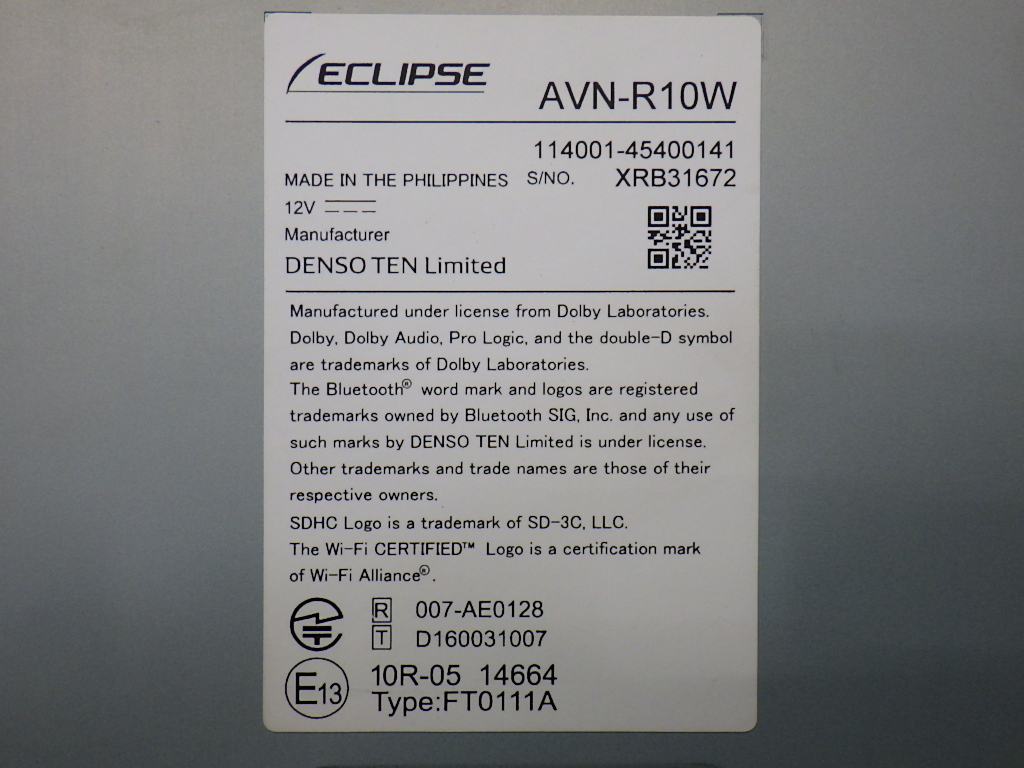 ECLIPSE
AVN-R10W
114001-45400141
MADE IN THE PHILIPPINES S/NO. XRB31672
12V
Manufacturer
DENSO TEN Limited
Manufactured under license from Dolby Laboratories.
Dolby, Dolby Audio, Pro Logic, and the double-D symbol
are trademarks of Dolby Laboratories.
The Bluetooth® word mark and logos are registered
trademarks owned by Bluetooth SIG, Inc. and any use of
such marks by DENSO TEN Limited is under license.
Other trademarks and trade names are those of their
respective owners.
SDHC Logo is a trademark of SD-3C, LLC.
The Wi-Fi CERTIFIED™ Logo is a certification mark
of Wi-Fi Alliance®.
R 007-AE0128
T D160031007
E13 10R-05 14664
Type:FT0111A